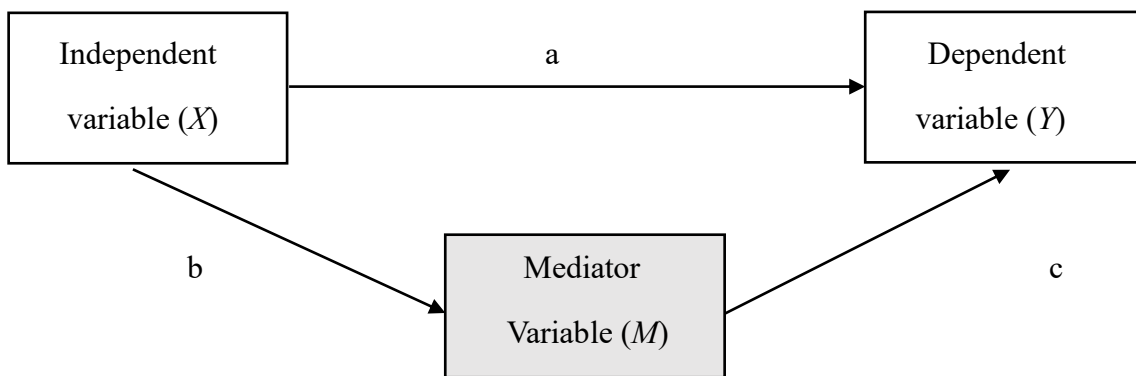 Independent
variable (X)
a
Dependent
variable (Y)
b
Mediator
Variable (M)
c